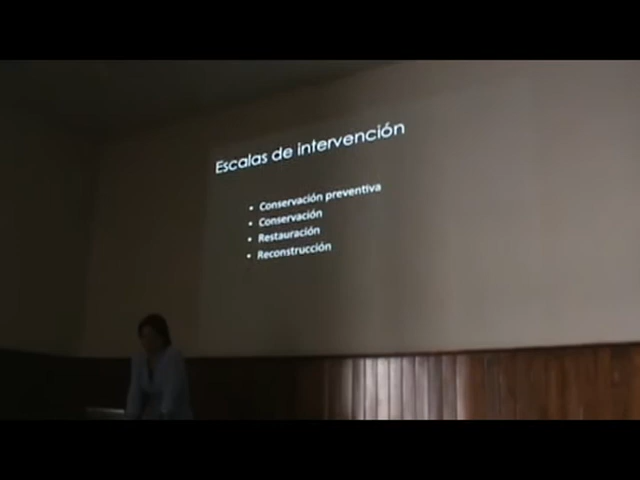 Escalas de intervención
• Conservación preventiva
• Conservación
• Restauración
• Reconstrucción